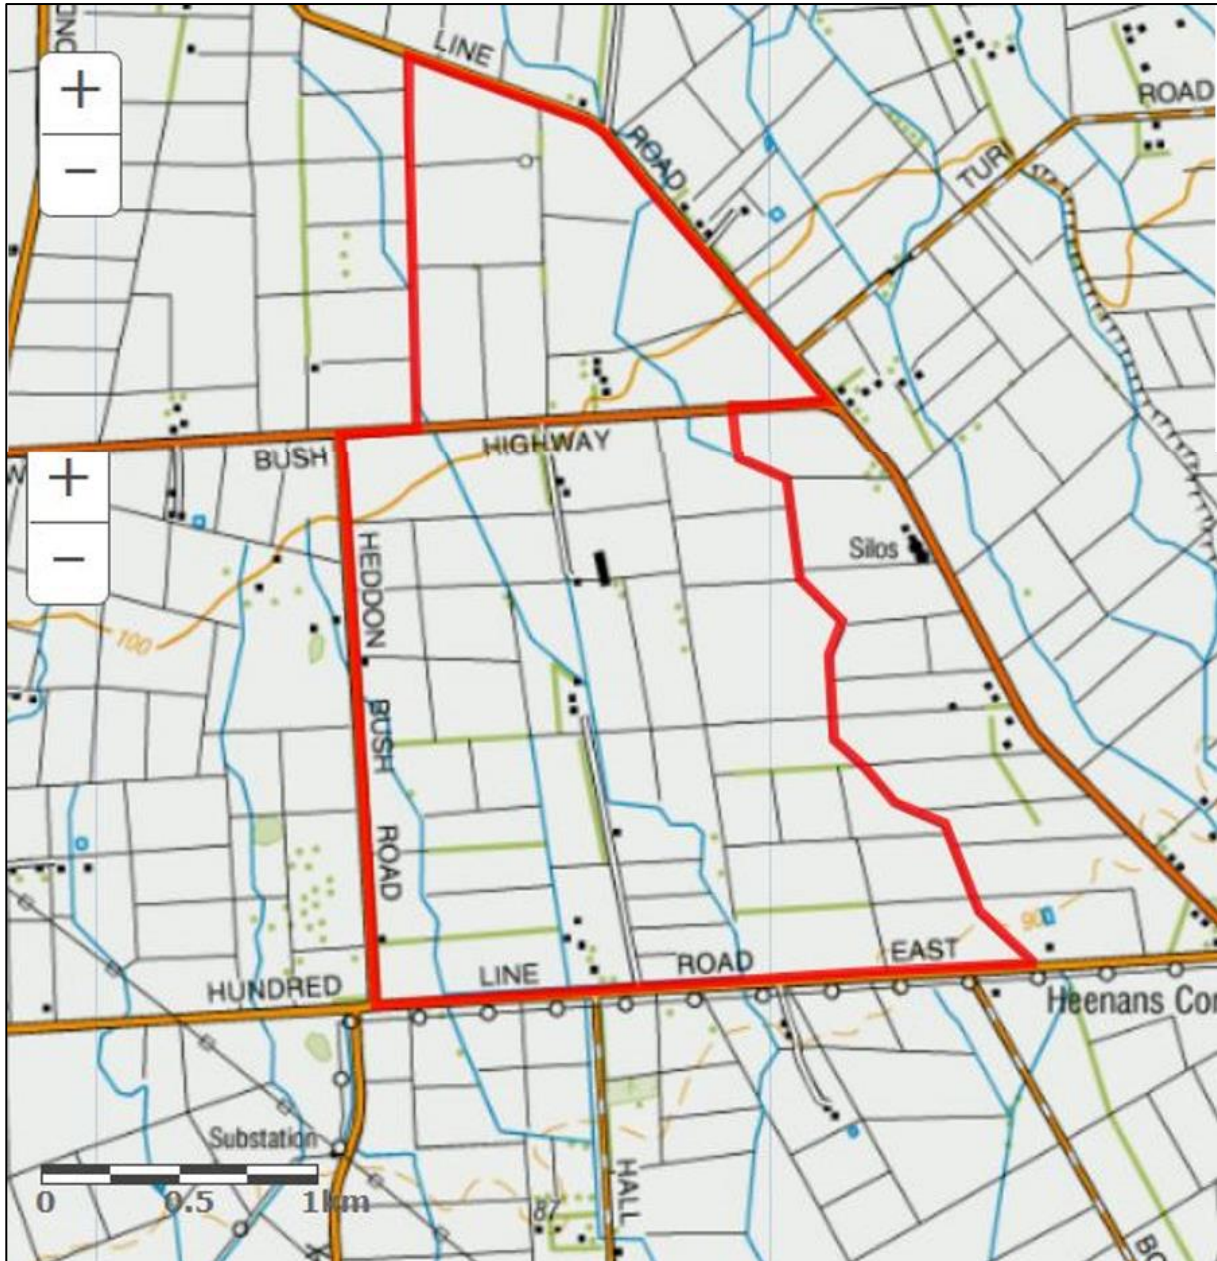 LINE
ROAD
ROAD
TUR
+
−
BUSH HIGHWAY
W
+
−
HEDDON BUSH ROAD
Silos
100
90
HUNDRED LINE ROAD EAST
Heenans Cor
Substation
0 0.5 1km
HALL
87
BO